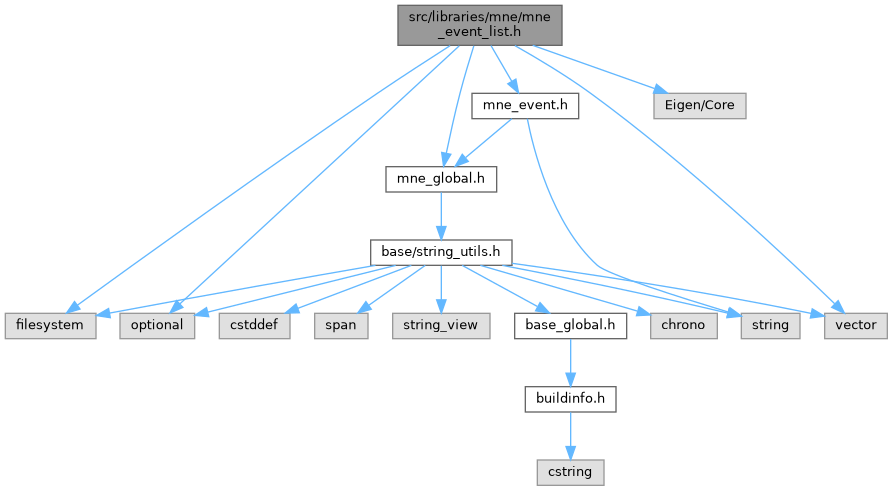 src/libraries/mne/mne
_event_list.h
mne_event.h
Eigen/Core
mne_global.h
base/string_utils.h
filesystem
optional
cstddef
span
string_view
base_global.h
chrono
string
vector
buildinfo.h
cstring